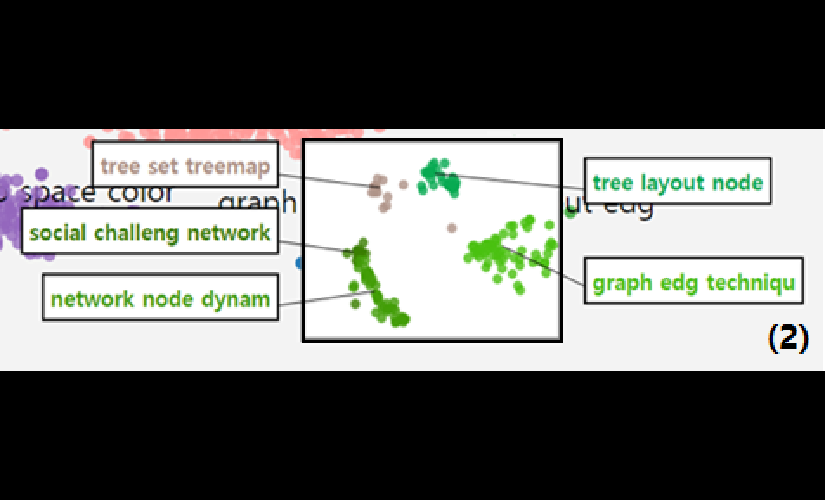 tree set treemap
space color
graph
tree layout node
ut edg
social challeng network
network node dynam
graph edg techniqu
(2)